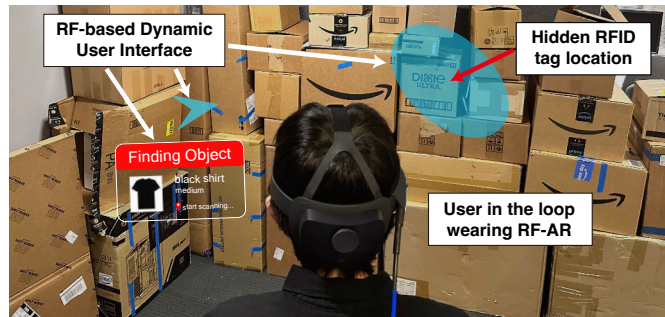 RF-based Dynamic
User Interface
Hidden RFID
tag location
DIXIE
ULTRA
Finding Object
black shirt
medium
start scanning...
User in the loop
wearing RF-AR